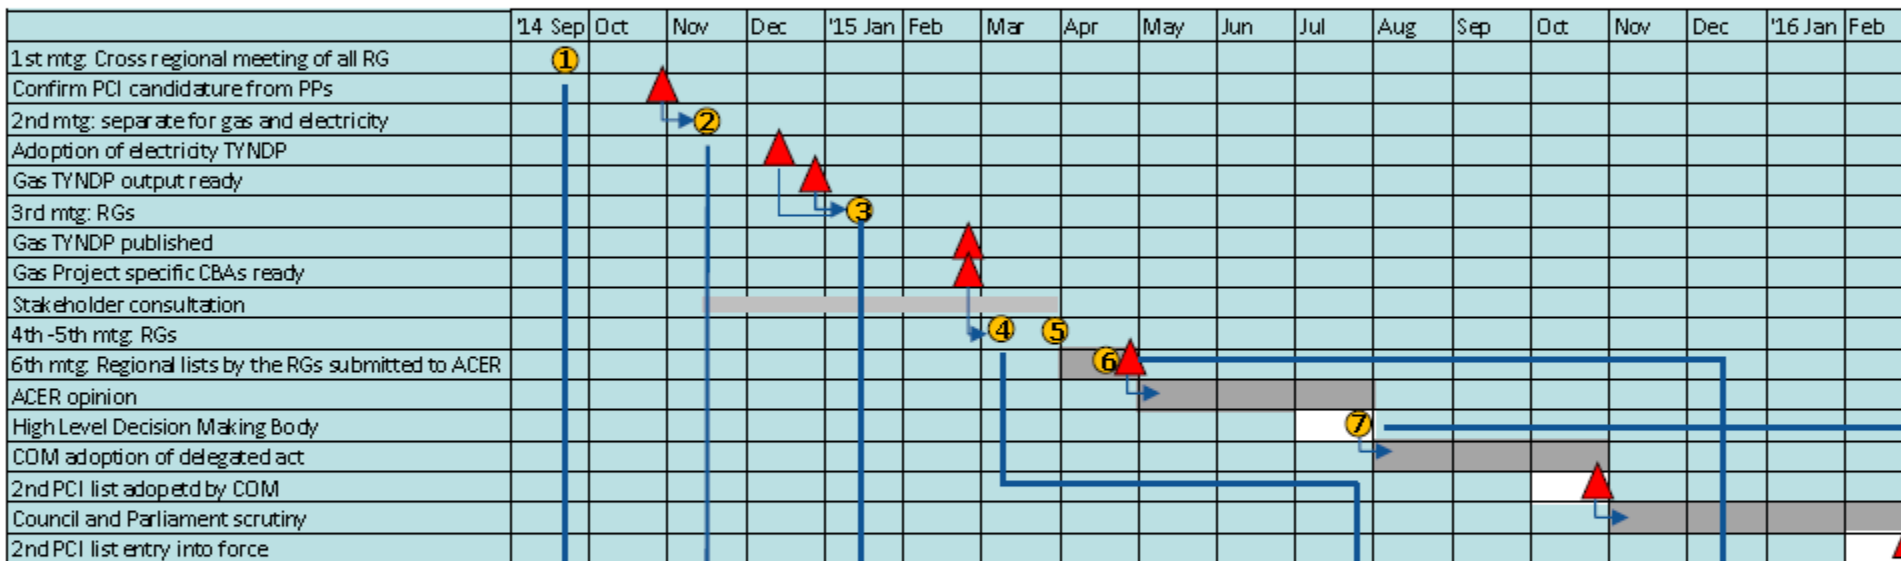 '14 Sep Oct Nov Dec '15 Jan Feb Mar Apr May Jun Jul Aug Sep Oct Nov Dec '16 Jan Feb
1st mtg: Cross regional meeting of all RG 1
Confirm PCI candidature from PPs
2nd mtg: separate for gas and electricity 2
Adoption of electricity TYNDP
Gas TYNDP output ready
3rd mtg: RGs 3
Gas TYNDP published
Gas Project specific CBAs ready
Stakeholder consultation
4th -5th mtg: RGs 4 5
6th mtg: Regional lists by the RGs submitted to ACER 6
ACER opinion
High Level Decision Making Body 7
COM adoption of delegated act
2nd PCI list adopetd by COM
Council and Parliament scrutiny
2nd PCI list entry into force